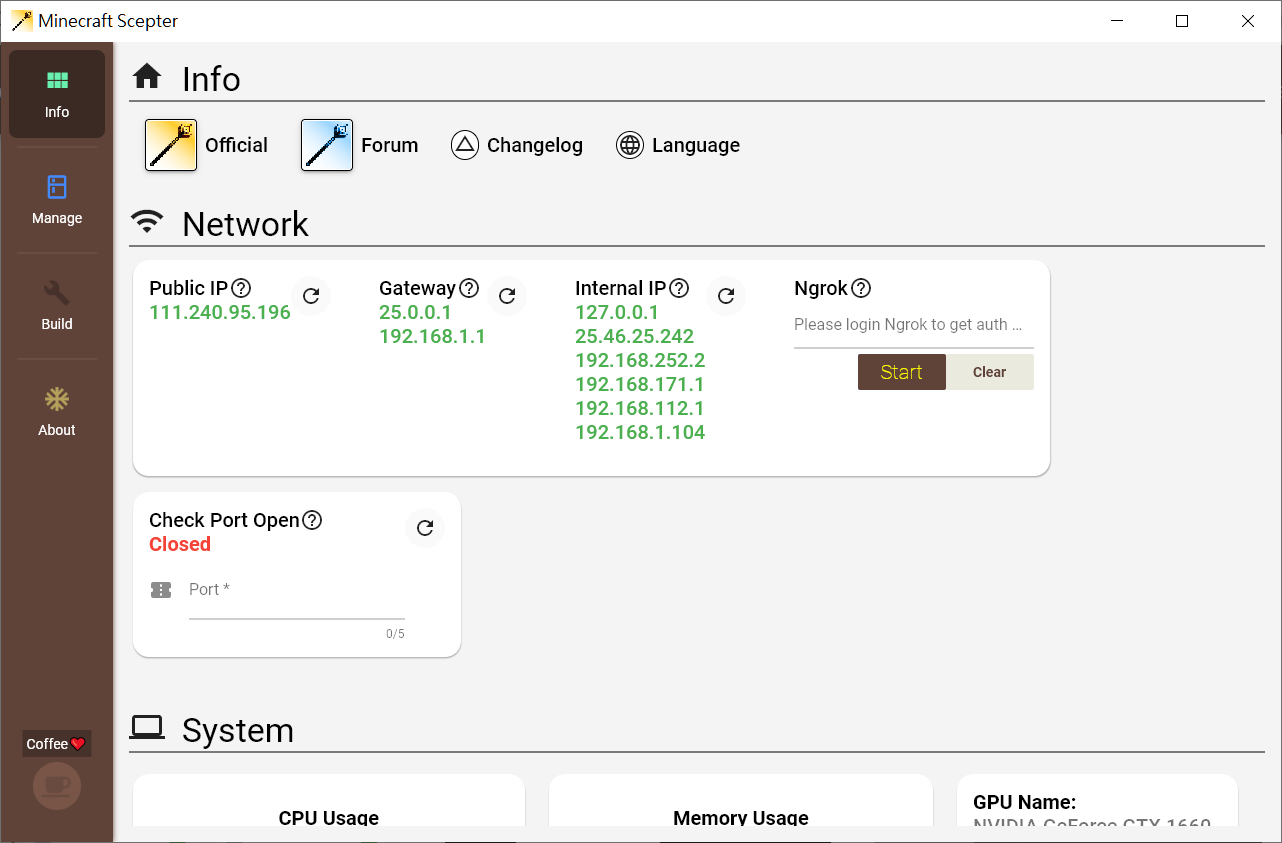 Minecraft Scepter
Info
Manage
Build
About
Coffee
Info
Official Forum Changelog Language
Network
Public IP
111.240.95.196
Gateway
25.0.0.1
192.168.1.1
Internal IP
127.0.0.1
25.46.25.242
192.168.252.2
192.168.171.1
192.168.112.1
192.168.1.104
Ngrok
Please login Ngrok to get auth ...
Start Clear
Check Port Open
Closed
Port *
0/5
System
CPU Usage
Memory Usage
GPU Name:
NVIDIA GeForce GTX 1660